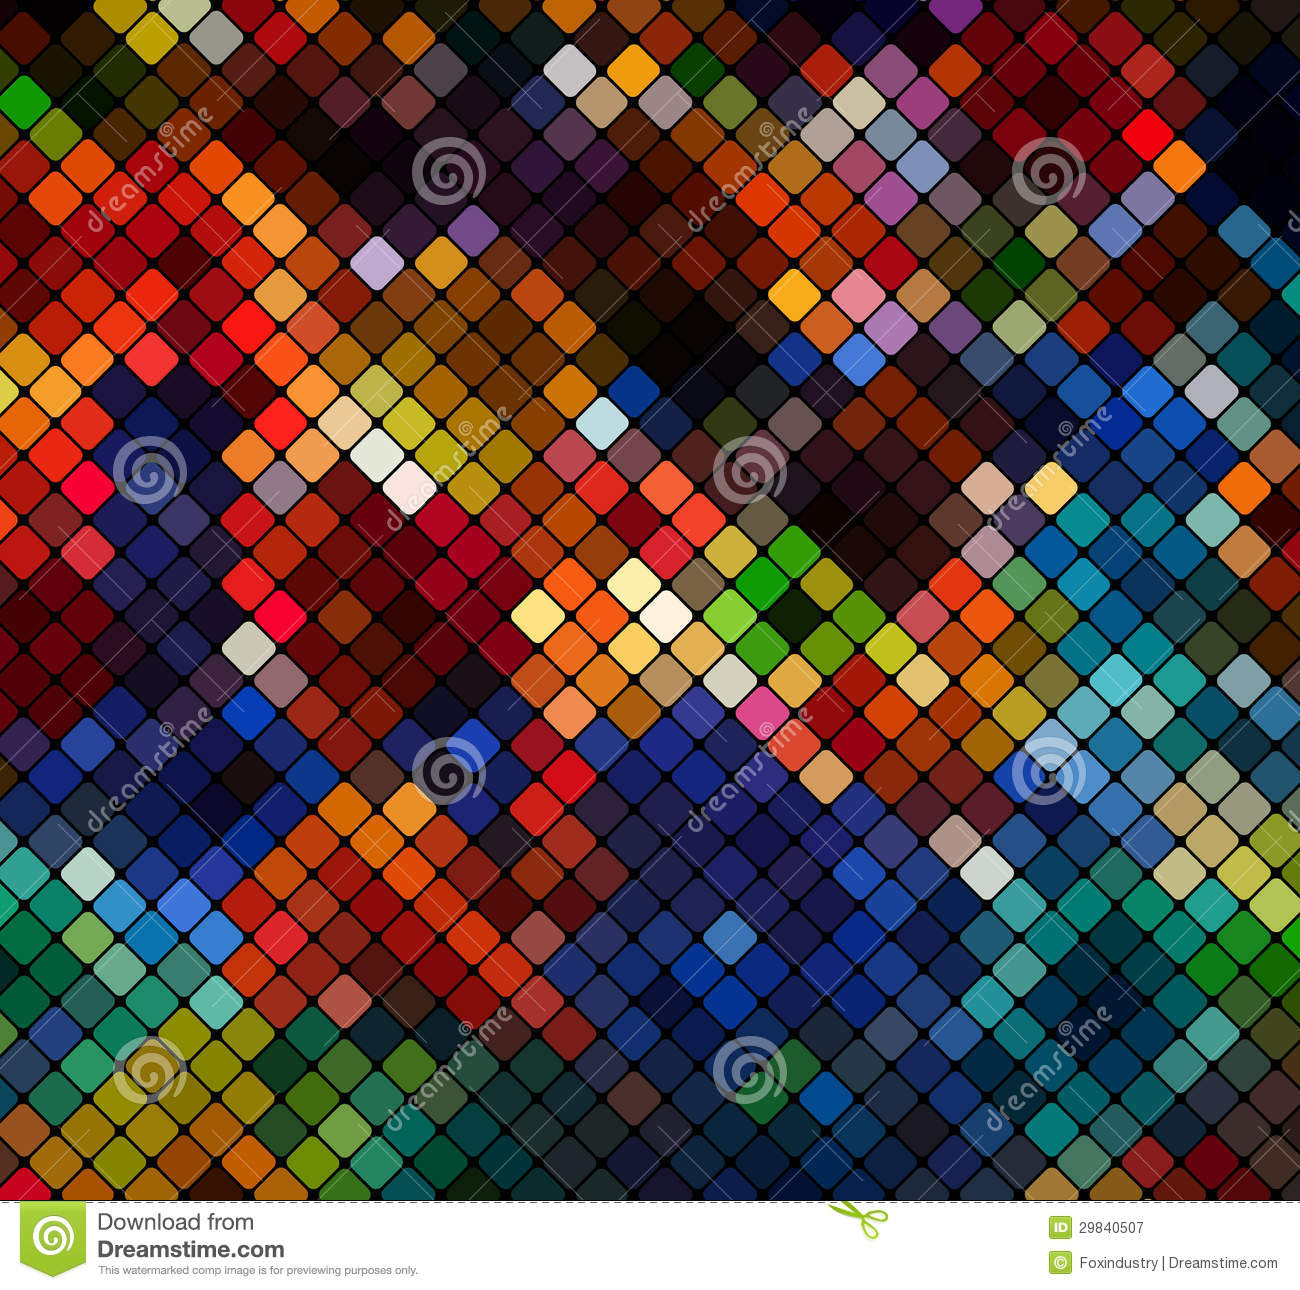 dreamstime
dreamstime
dreamstime
dreamstime
dreamstime
dreamstime
dreamstime
dreamstime
Download from
Dreamstime.com
This watermarked comp image is for previewing purposes only.
ID 29840507
© Foxindustry | Dreamstime.com